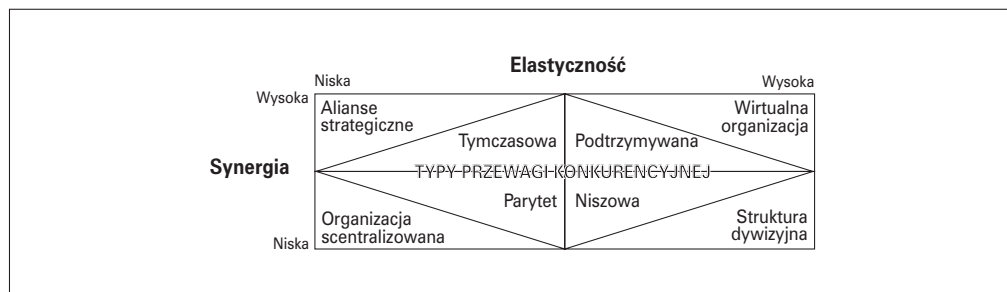 Elastyczność
Niska
Wysoka
Wysoka
Alianse
strategiczne
Wirtualna
organizacja
Tymczasowa
Podtrzymywana
Synergia
TYPY PRZEWAGI KONKURENCYJNEJ
Parytet
Niszowa
Organizacja
scentralizowana
Struktura
dywizyjna
Niska